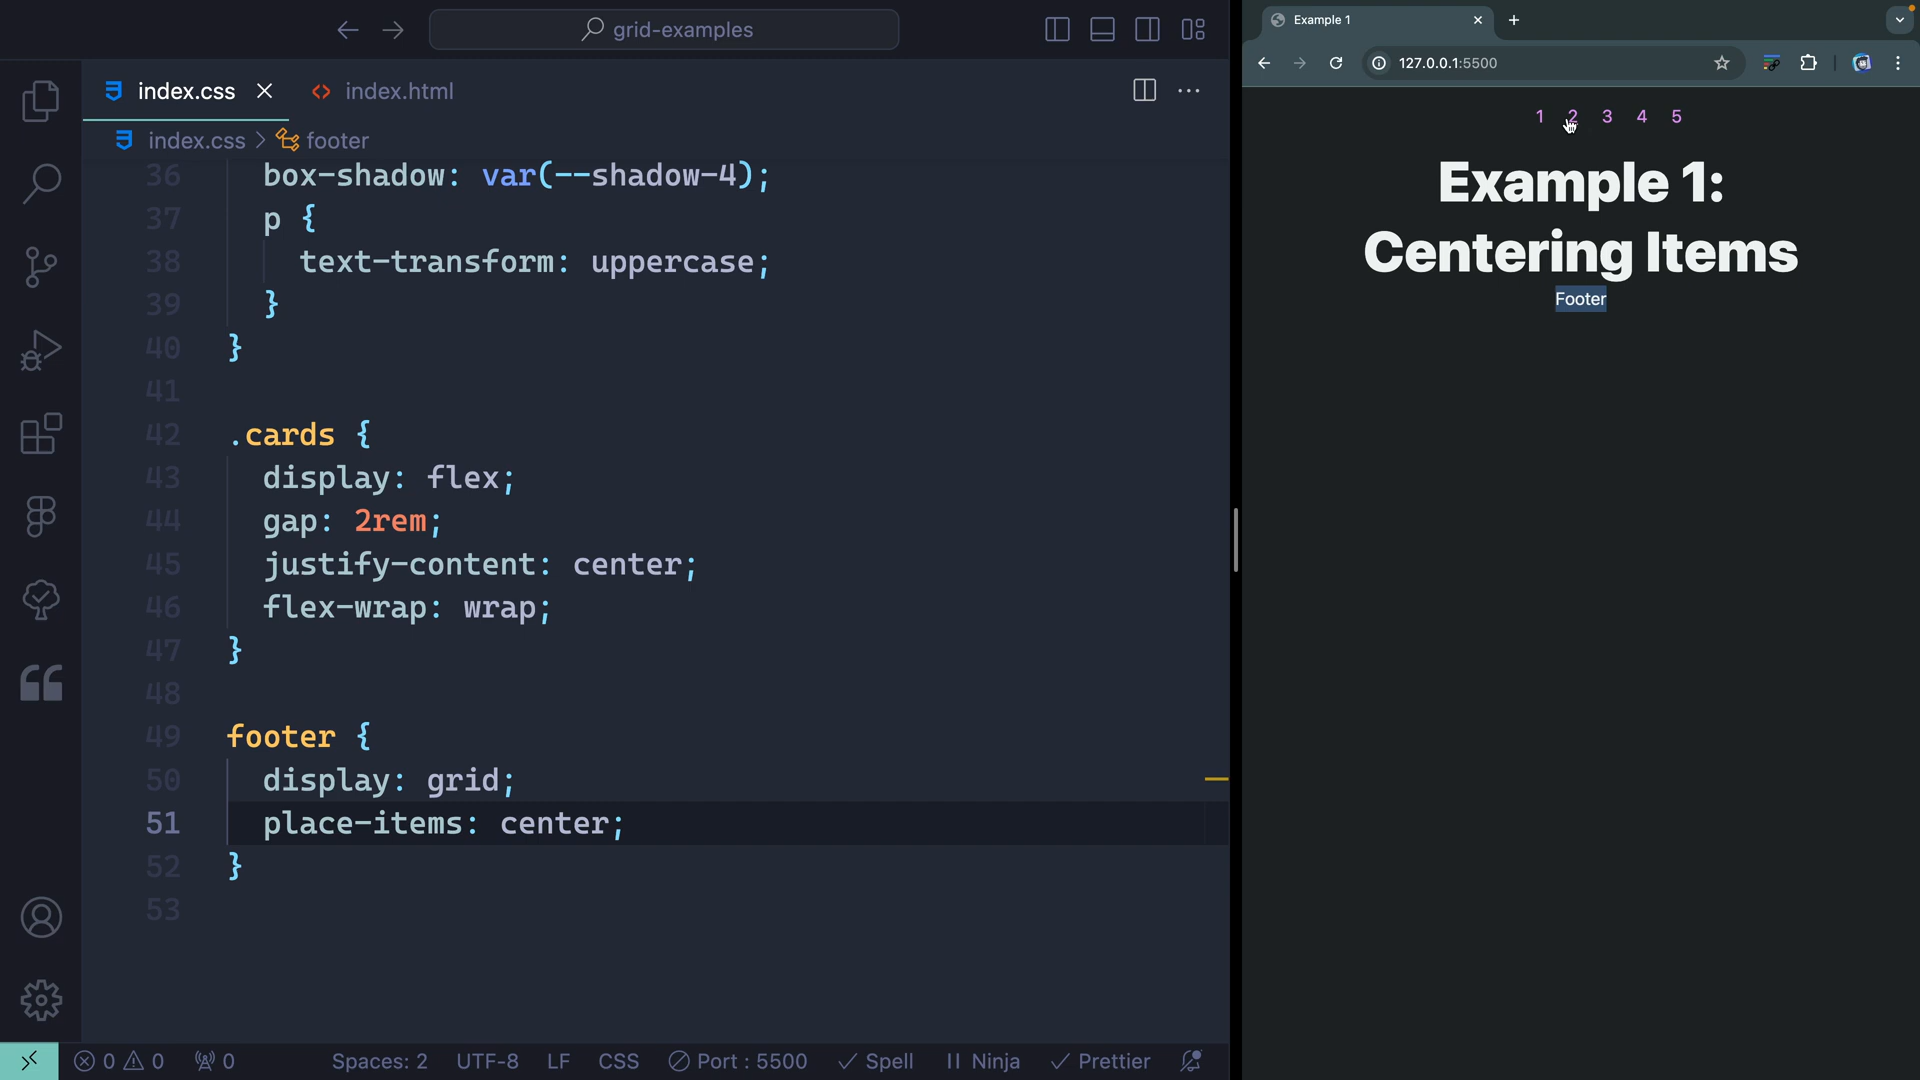 grid-examples
index.css
index.html
index.css > footer
36 box-shadow: var(--shadow-4);
37 p {
38 text-transform: uppercase;
39 }
40 }
41
42 .cards {
43 display: flex;
44 gap: 2rem;
45 justify-content: center;
46 flex-wrap: wrap;
47 }
48
49 footer {
50 display: grid;
51 place-items: center;
52 }
53
0 0 0 Spaces: 2 UTF-8 LF CSS Port : 5500 Spell Ninja Prettier
Example 1
127.0.0.1:5500
1 2 3 4 5
Example 1:
Centering Items
Footer